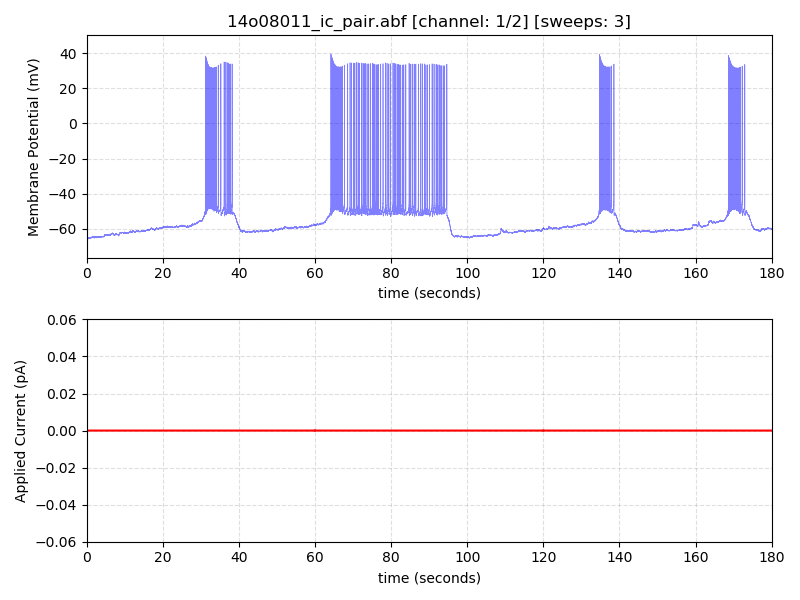 14o08011_ic_pair.abf [channel: 1/2] [sweeps: 3]
Membrane Potential (mV)
40
20
0
−20
−40
−60
0 20 40 60 80 100 120 140 160 180
time (seconds)
Applied Current (pA)
0.06
0.04
0.02
0.00
−0.02
−0.04
−0.06
0 20 40 60 80 100 120 140 160 180
time (seconds)